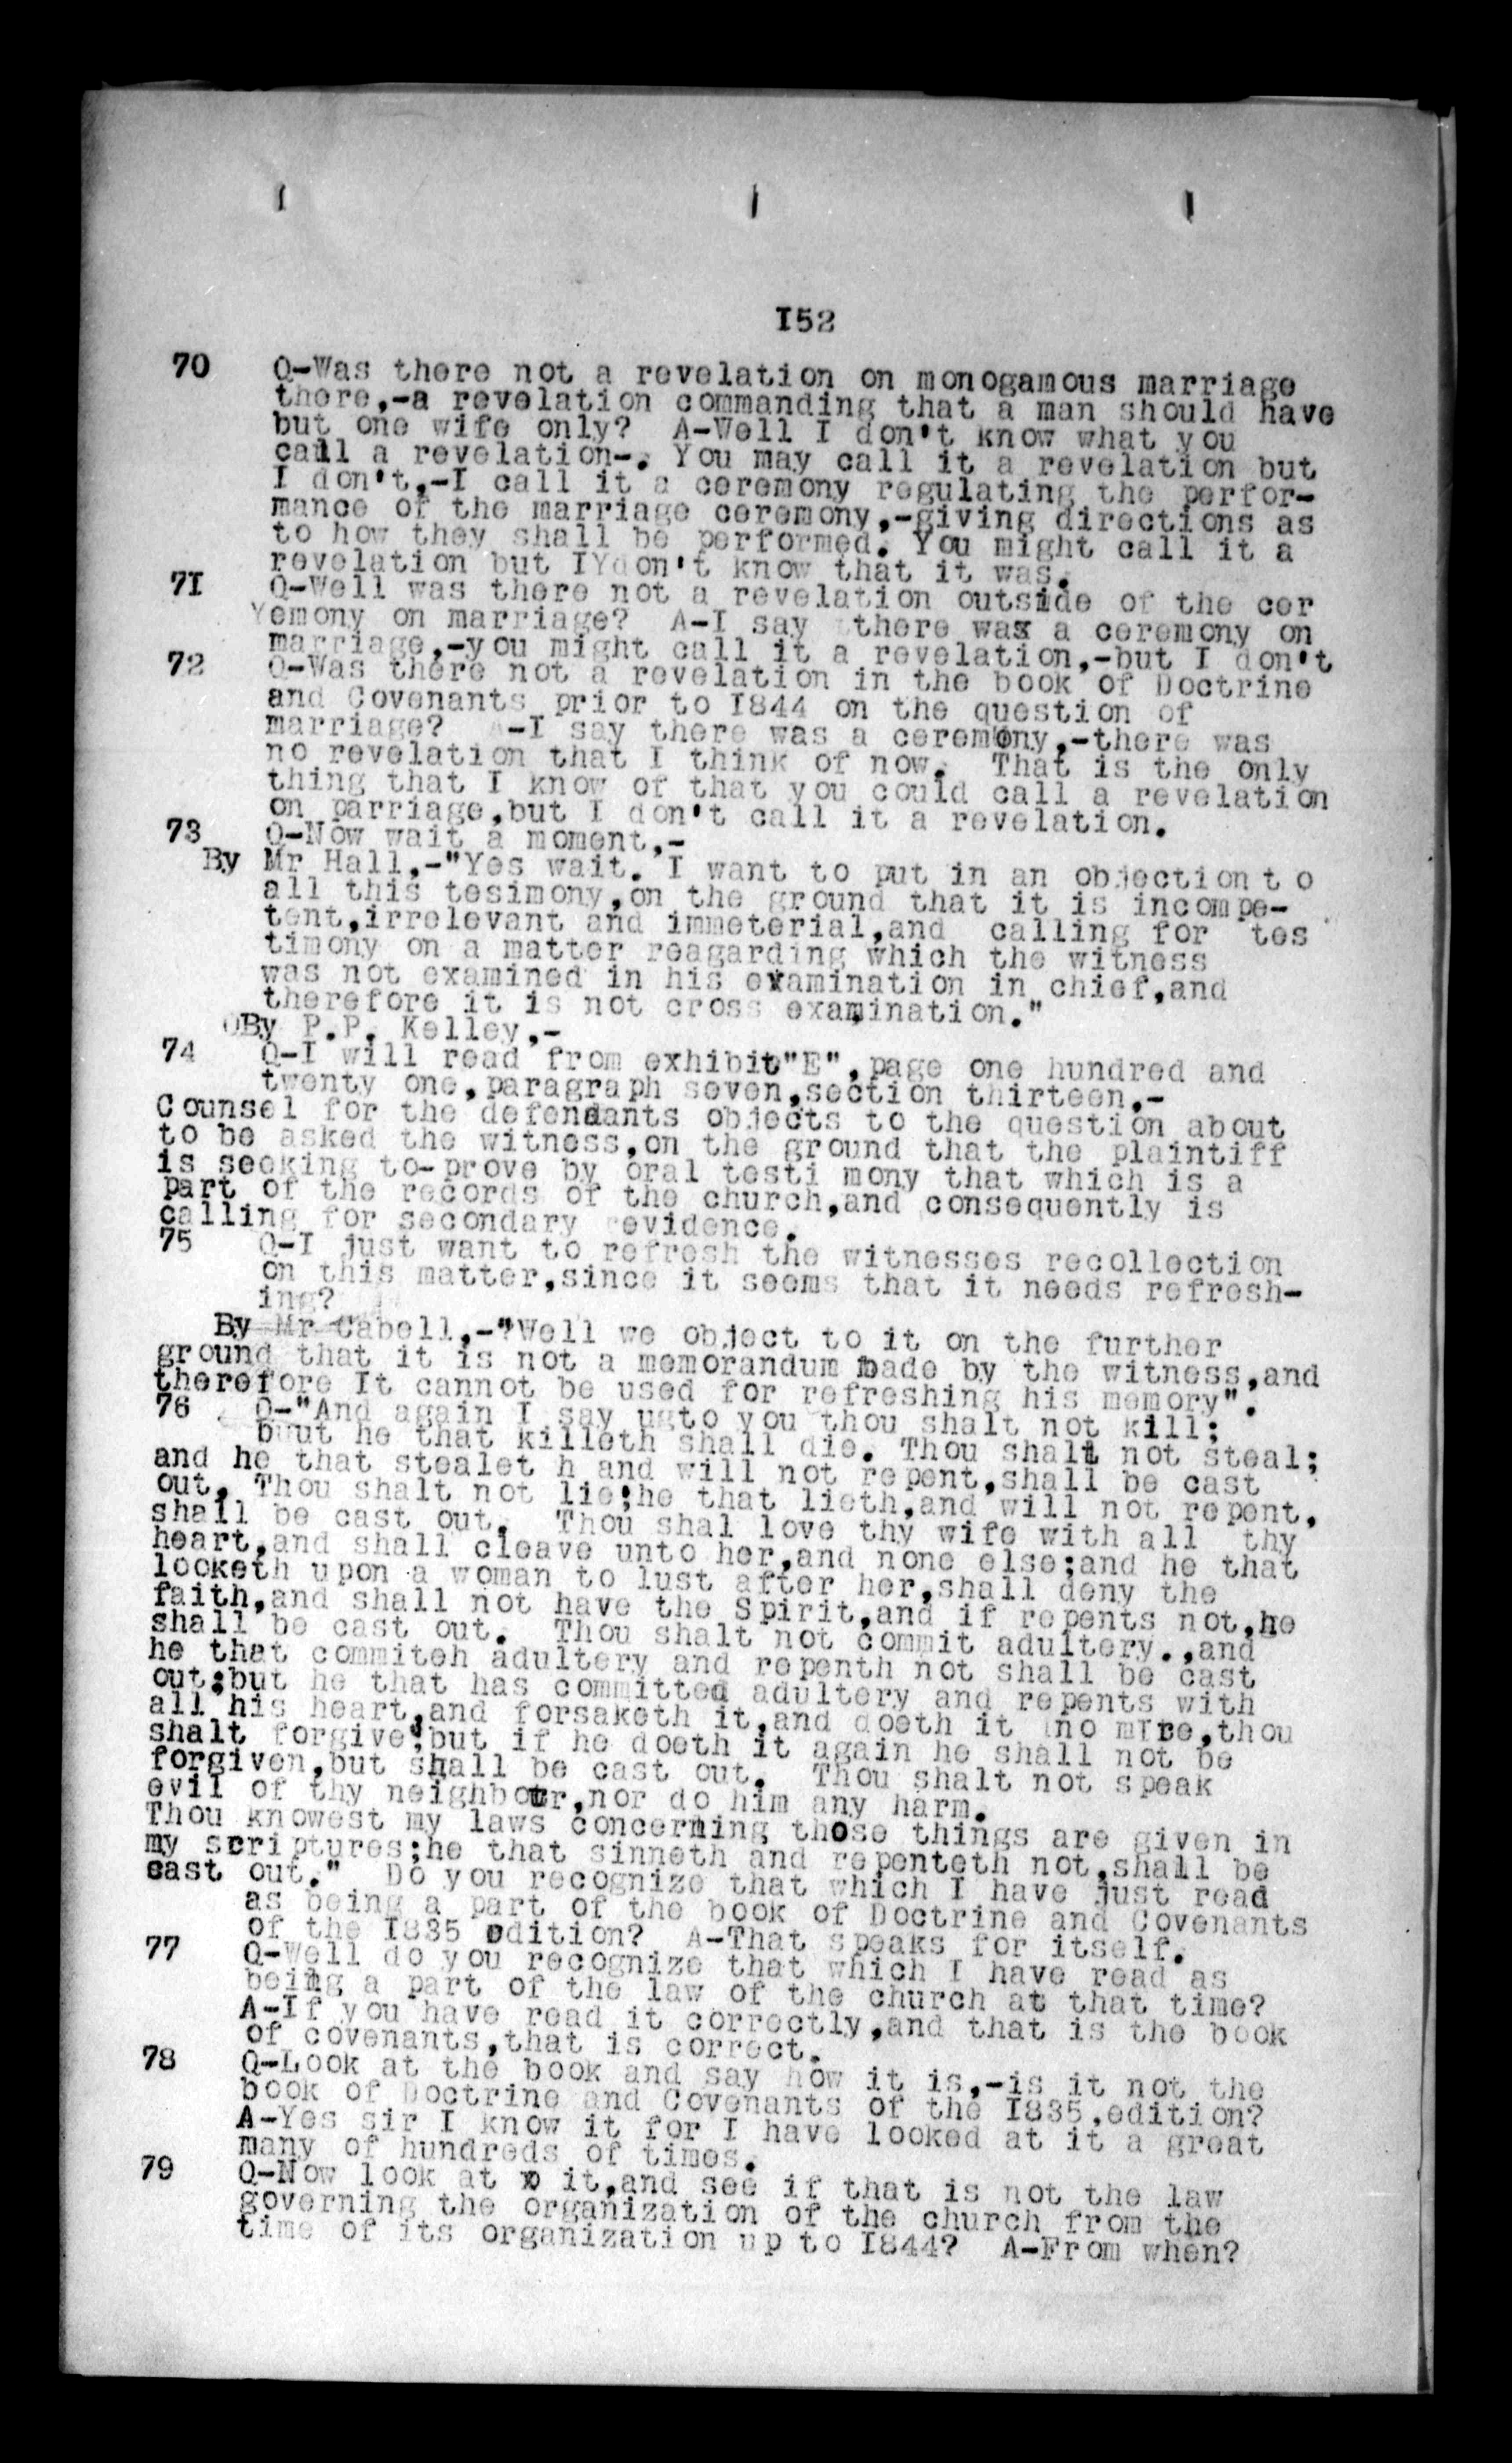 I52
70 Q-Was there not a revelation on monogamous marriage
there,-a revelation commanding that a man should have
but one wife only? A-Well I don't know what you
call a revelation-. You may call it a revelation but
I don't,-I call it a ceremony regulating the perfor-
mance of the marriage ceremony,-giving directions as
to how they shall be performed. You might call it a
revelation but IYdon't know that it was.
7I Q-Well was there not a revelation outside of the cer
Yemony on marriage? A-I say there was a ceremony on
marriage,-you might call it a revelation,-but I don't
72 Q-Was there not a revelation in the book of Doctrine
and Covenants prior to I844 on the question of
marriage? A-I say there was a ceremony,-there was
no revelation that I think of now. That is the only
thing that I know of that you could call a revelation
on parriage,but I don't call it a revelation.
73 Q-Now wait a moment,-
By Mr Hall,-"Yes wait. I want to put in an objection t o
all this tesimony,on the ground that it is incompe-
tent,irrelevant and immeterial,and calling for tes
timony on a matter reagarding which the witness
was not examined in his examination in chief,and
therefore it is not cross examination."
OBy P.P. Kelley,-
74 Q-I will read from exhibit"E",page one hundred and
twenty one,paragraph seven,section thirteen,-
Counsel for the defendants objects to the question about
to be asked the witness,on the ground that the plaintiff
is seeking to-prove by oral testi mony that which is a
part of the records of the church,and consequently is
calling for secondary evidence.
75 Q-I just want to refresh the witnesses recollection
on this matter,since it seems that it needs refresh-
ing?
By Mr Cabell,-"Well we object to it on the further
ground that it is not a memorandum made by the witness,and
therefore It cannot be used for refreshing his memory".
76 Q-"And again I say ugto you thou shalt not kill;
buut he that killeth shall die. Thou shalt not steal;
and he that stealet h and will not repent,shall be cast
out. Thou shalt not lie;he that lieth,and will not repent,
shall be cast out. Thou shal love thy wife with all thy
heart,and shall cleave unto her,and none else;and he that
looketh upon a woman to lust after her,shall deny the
faith,and shall not have the Spirit,and if repents not,he
shall be cast out. Thou shalt not commit adultery.,and
he that commiteh adultery and repenth not shall be cast
out;but he that has committed adultery and repents with
all his heart,and forsaketh it,and doeth it no mire,thou
shalt forgive;but if he doeth it again he shall not be
forgiven,but shall be cast out. Thou shalt not speak
evil of thy neighbour,nor do him any harm.
Thou knowest my laws concerning those things are given in
my scriptures;he that sinneth and repenteth not,shall be
cast out." Do you recognize that which I have just read
as being a part of the book of Doctrine and Covenants
of the I835 edition? A-That speaks for itself.
77 Q-Well do you recognize that which I have read as
being a part of the law of the church at that time?
A-If you have read it correctly,and that is the book
of covenants,that is correct.
78 Q-Look at the book and say how it is,-is it not the
book of Doctrine and Covenants of the I835,edition?
A-Yes sir I know it for I have looked at it a great
many of hundreds of times.
79 Q-Now look at x it,and see if that is not the law
governing the organization of the church from the
time of its organization up to I844? A-From when?